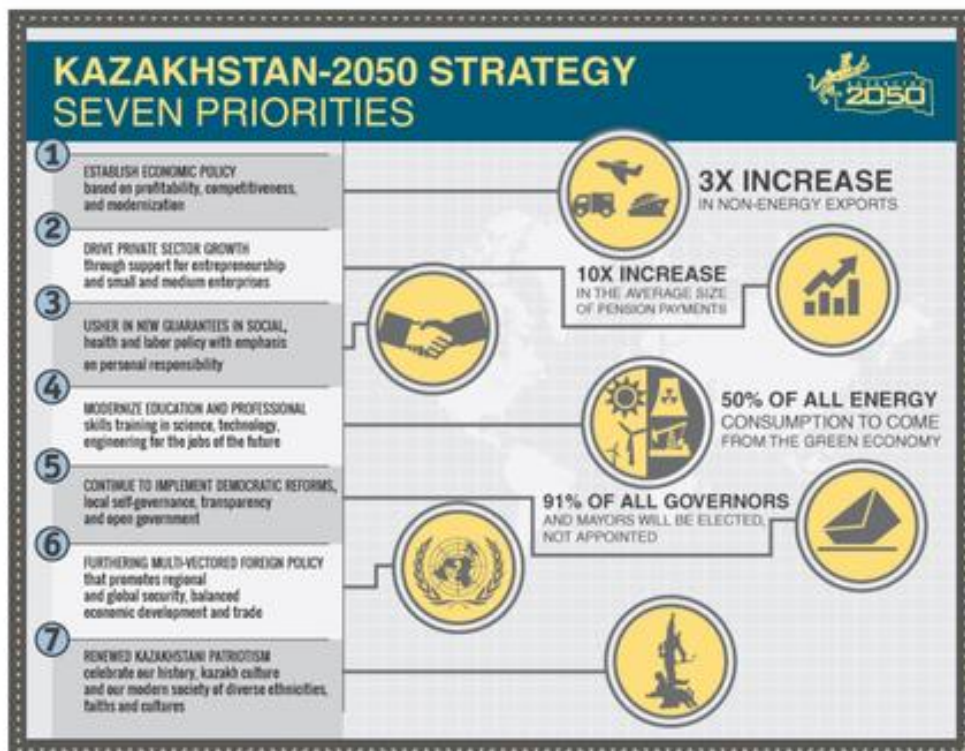 KAZAKHSTAN-2050 STRATEGY
SEVEN PRIORITIES
2050
1
ESTABLISH ECONOMIC POLICY
based on profitability, competitiveness,
and modernization
3X INCREASE
IN NON-ENERGY EXPORTS
2
DRIVE PRIVATE SECTOR GROWTH
through support for entrepreneurship
and small and medium enterprises
10X INCREASE
IN THE AVERAGE SIZE
OF PENSION PAYMENTS
3
USHER IN NEW GUARANTEES IN SOCIAL,
health and labor policy with emphasis
on personal responsibility
4
MODERNIZE EDUCATION AND PROFESSIONAL
skills training in science, technology,
engineering for the jobs of the future
50% OF ALL ENERGY
CONSUMPTION TO COME
FROM THE GREEN ECONOMY
5
CONTINUE TO IMPLEMENT DEMOCRATIC REFORMS,
local self-governance, transparency
and open government
91% OF ALL GOVERNORS
AND MAYORS WILL BE ELECTED,
NOT APPOINTED
6
FURTHERING MULTI-VECTORED FOREIGN POLICY
that promotes regional
and global security, balanced
economic development and trade
7
RENEWED KAZAKHSTANI PATRIOTISM
celebrate our history, kazakh culture
and our modern society of diverse ethnicities,
faiths and cultures